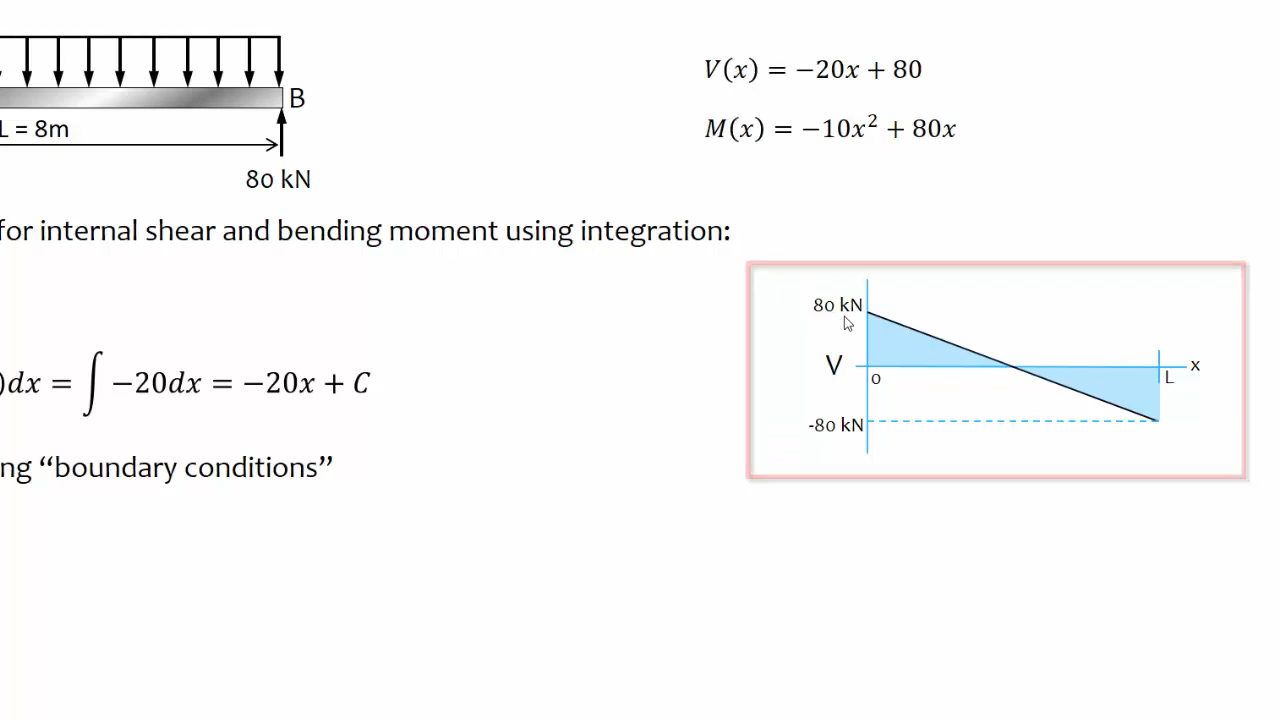 B
L = 8m
80 kN
V(x) = −20x + 80
M(x) = −10x² + 80x
for internal shear and bending moment using integration:
)dx = ∫ −20dx = −20x + C
ng “boundary conditions”
80 kN
V
0
L
x
-80 kN